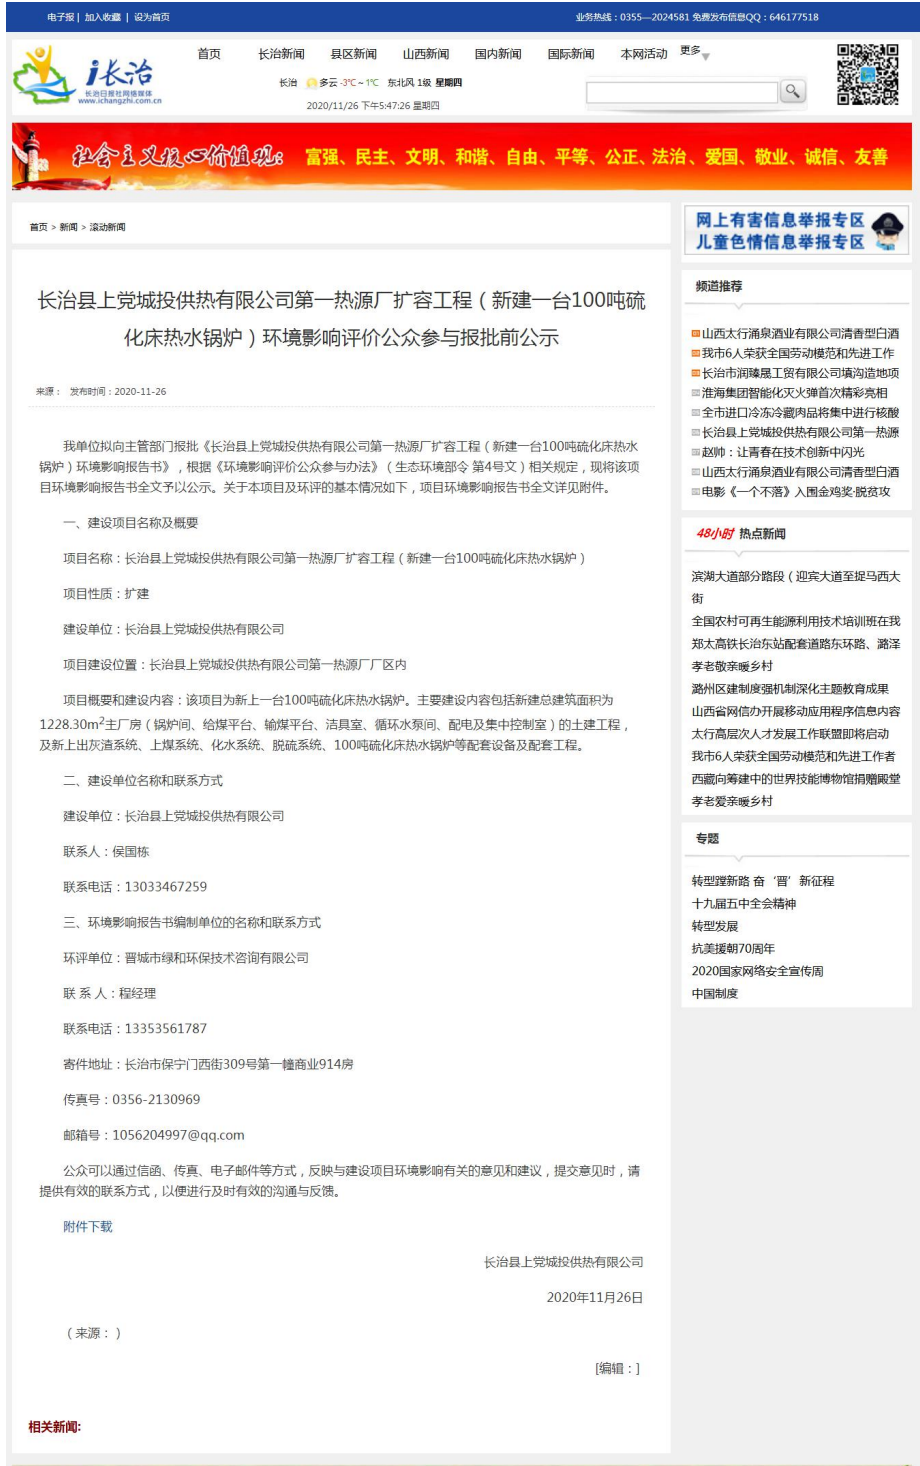 电子报 | 加入收藏 | 设为首页
业务热线：0355—2024581 免费发布信息QQ：646177518
i长治
长治日报社网络媒体
www.ichangzhi.com.cn
首页 长治新闻 县区新闻 山西新闻 国内新闻 国际新闻 本网活动 更多
长治 多云 -3℃～1℃ 东北风 1级 星期四
2020/11/26 下午5:47:26 星期四
社会主义核心价值观：富强、民主、文明、和谐、自由、平等、公正、法治、爱国、敬业、诚信、友善
首页 > 新闻 > 滚动新闻
长治县上党城投供热有限公司第一热源厂扩容工程（新建一台100吨硫
化床热水锅炉）环境影响评价公众参与报批前公示
来源： 发布时间：2020-11-26
我单位拟向主管部门报批《长治县上党城投供热有限公司第一热源厂扩容工程（新建一台100吨硫化床热水
锅炉）环境影响报告书》，根据《环境影响评价公众参与办法》（生态环境部令 第4号文）相关规定，现将该项
目环境影响报告书全文予以公示。关于本项目及环评的基本情况如下，项目环境影响报告书全文详见附件。
一、建设项目名称及概要
项目名称：长治县上党城投供热有限公司第一热源厂扩容工程（新建一台100吨硫化床热水锅炉）
项目性质：扩建
建设单位：长治县上党城投供热有限公司
项目建设位置：长治县上党城投供热有限公司第一热源厂厂区内
项目概要和建设内容：该项目为新上一台100吨硫化床热水锅炉。主要建设内容包括新建总建筑面积为
1228.30m²主厂房（锅炉间、给煤平台、输煤平台、洁具室、循环水泵间、配电及集中控制室）的土建工程，
及新上出灰渣系统、上煤系统、化水系统、脱硫系统、100吨硫化床热水锅炉等配套设备及配套工程。
二、建设单位名称和联系方式
建设单位：长治县上党城投供热有限公司
联系人：侯国栋
联系电话：13033467259
三、环境影响报告书编制单位的名称和联系方式
环评单位：晋城市绿和环保技术咨询有限公司
联 系 人：程经理
联系电话：13353561787
寄件地址：长治市保宁门西街309号第一幢商业914房
传真号：0356-2130969
邮箱号：1056204997@qq.com
公众可以通过信函、传真、电子邮件等方式，反映与建设项目环境影响有关的意见和建议，提交意见时，请
提供有效的联系方式，以便进行及时有效的沟通与反馈。
附件下载
长治县上党城投供热有限公司
2020年11月26日
（来源：）
[编辑：]
相关新闻:
网上有害信息举报专区
儿童色情信息举报专区
频道推荐
山西太行涌泉酒业有限公司清香型白酒
我市6人荣获全国劳动模范和先进工作
长治市润臻晟工贸有限公司填沟造地项
淮海集团智能化灭火弹首次精彩亮相
全市进口冷冻冷藏肉品将集中进行核酸
长治县上党城投供热有限公司第一热源
赵帅：让青春在技术创新中闪光
山西太行涌泉酒业有限公司清香型白酒
电影《一个不落》入围金鸡奖·脱贫攻
48小时 热点新闻
滨湖大道部分路段（迎宾大道至捉马西大
街
全国农村可再生能源利用技术培训班在我
郑太高铁长治东站配套道路东环路、潞泽
孝老敬亲暖乡村
潞州区建制度强机制深化主题教育成果
山西省网信办开展移动应用程序信息内容
太行高层次人才发展工作联盟即将启动
我市6人荣获全国劳动模范和先进工作者
西藏向筹建中的世界技能博物馆捐赠殿堂
孝老爱亲暖乡村
专题
转型蹚新路 奋‘晋’新征程
十九届五中全会精神
转型发展
抗美援朝70周年
2020国家网络安全宣传周
中国制度